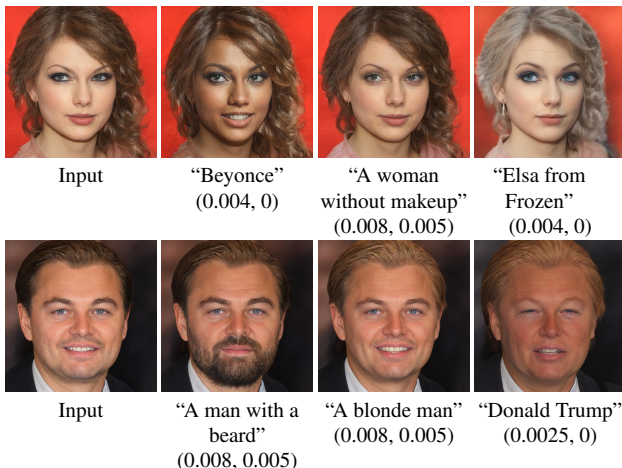 Input
“Beyonce”
(0.004, 0)
“A woman
without makeup”
(0.008, 0.005)
“Elsa from
Frozen”
(0.004, 0)
Input
“A man with a
beard”
(0.008, 0.005)
“A blonde man”
(0.008, 0.005)
“Donald Trump”
(0.0025, 0)